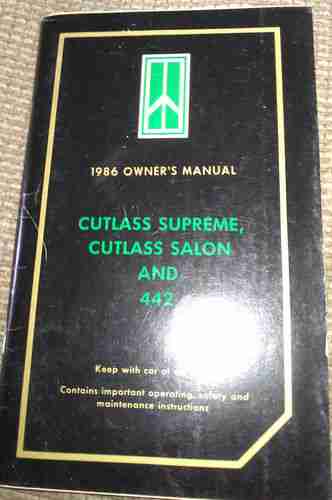 1986 OWNER'S MANUAL
CUTLASS SUPREME,
CUTLASS SALON
AND
442
Keep with car at
Contains important operating, safety and
maintenance instructions